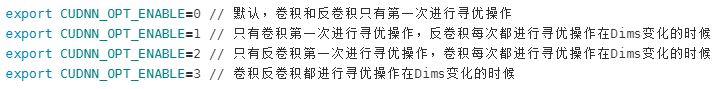 export CUDNN_OPT_ENABLE=0 // 默认，卷积和反卷积只有第一次进行寻优操作
export CUDNN_OPT_ENABLE=1 // 只有卷积第一次进行寻优操作，反卷积每次都进行寻优操作在Dims变化的时候
export CUDNN_OPT_ENABLE=2 // 只有反卷积第一次进行寻优操作，卷积每次都进行寻优操作在Dims变化的时候
export CUDNN_OPT_ENABLE=3 // 卷积反卷积都进行寻优操作在Dims变化的时候